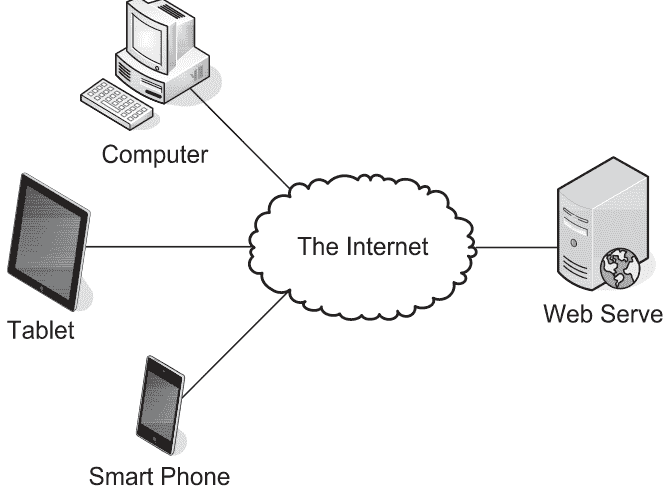 Computer
The Internet
Web Serve
Tablet
Smart Phone